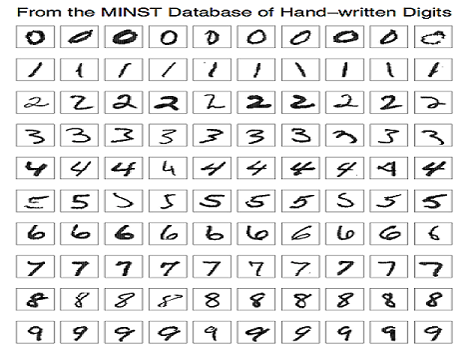 From the MINST Database of Hand-written Digits
0 0 0 0 0 0 0 0 0 0
1 1 1 1 1 1 1 1 1 1
2 2 2 2 2 2 2 2 2 2
3 3 3 3 3 3 3 3 3 3
4 4 4 4 4 4 4 4 4 4
5 5 5 5 5 5 5 5 5 5
6 6 6 6 6 6 6 6 6 6
7 7 7 7 7 7 7 7 7 7
8 8 8 8 8 8 8 8 8 8
9 9 9 9 9 9 9 9 9 9